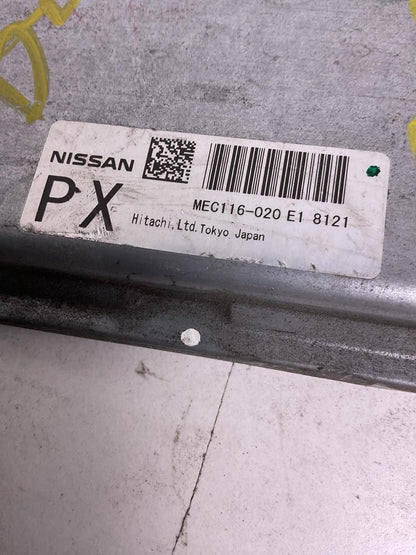 NISSAN
PX
MEC116-020 E1 8121
Hitachi,Ltd.Tokyo Japan